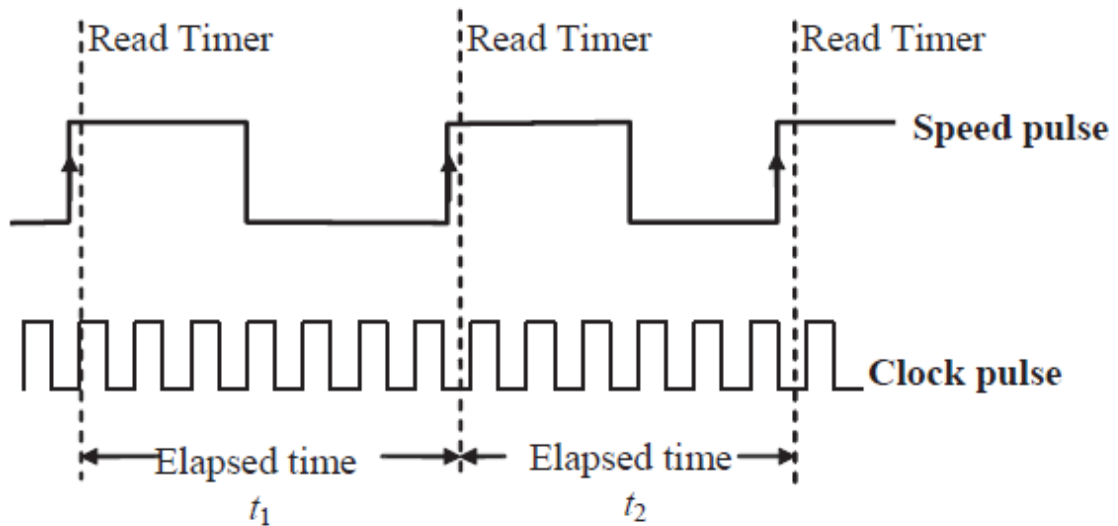 Read Timer
Read Timer
Read Timer
Speed pulse
Clock pulse
Elapsed time
t₁
Elapsed time
t₂